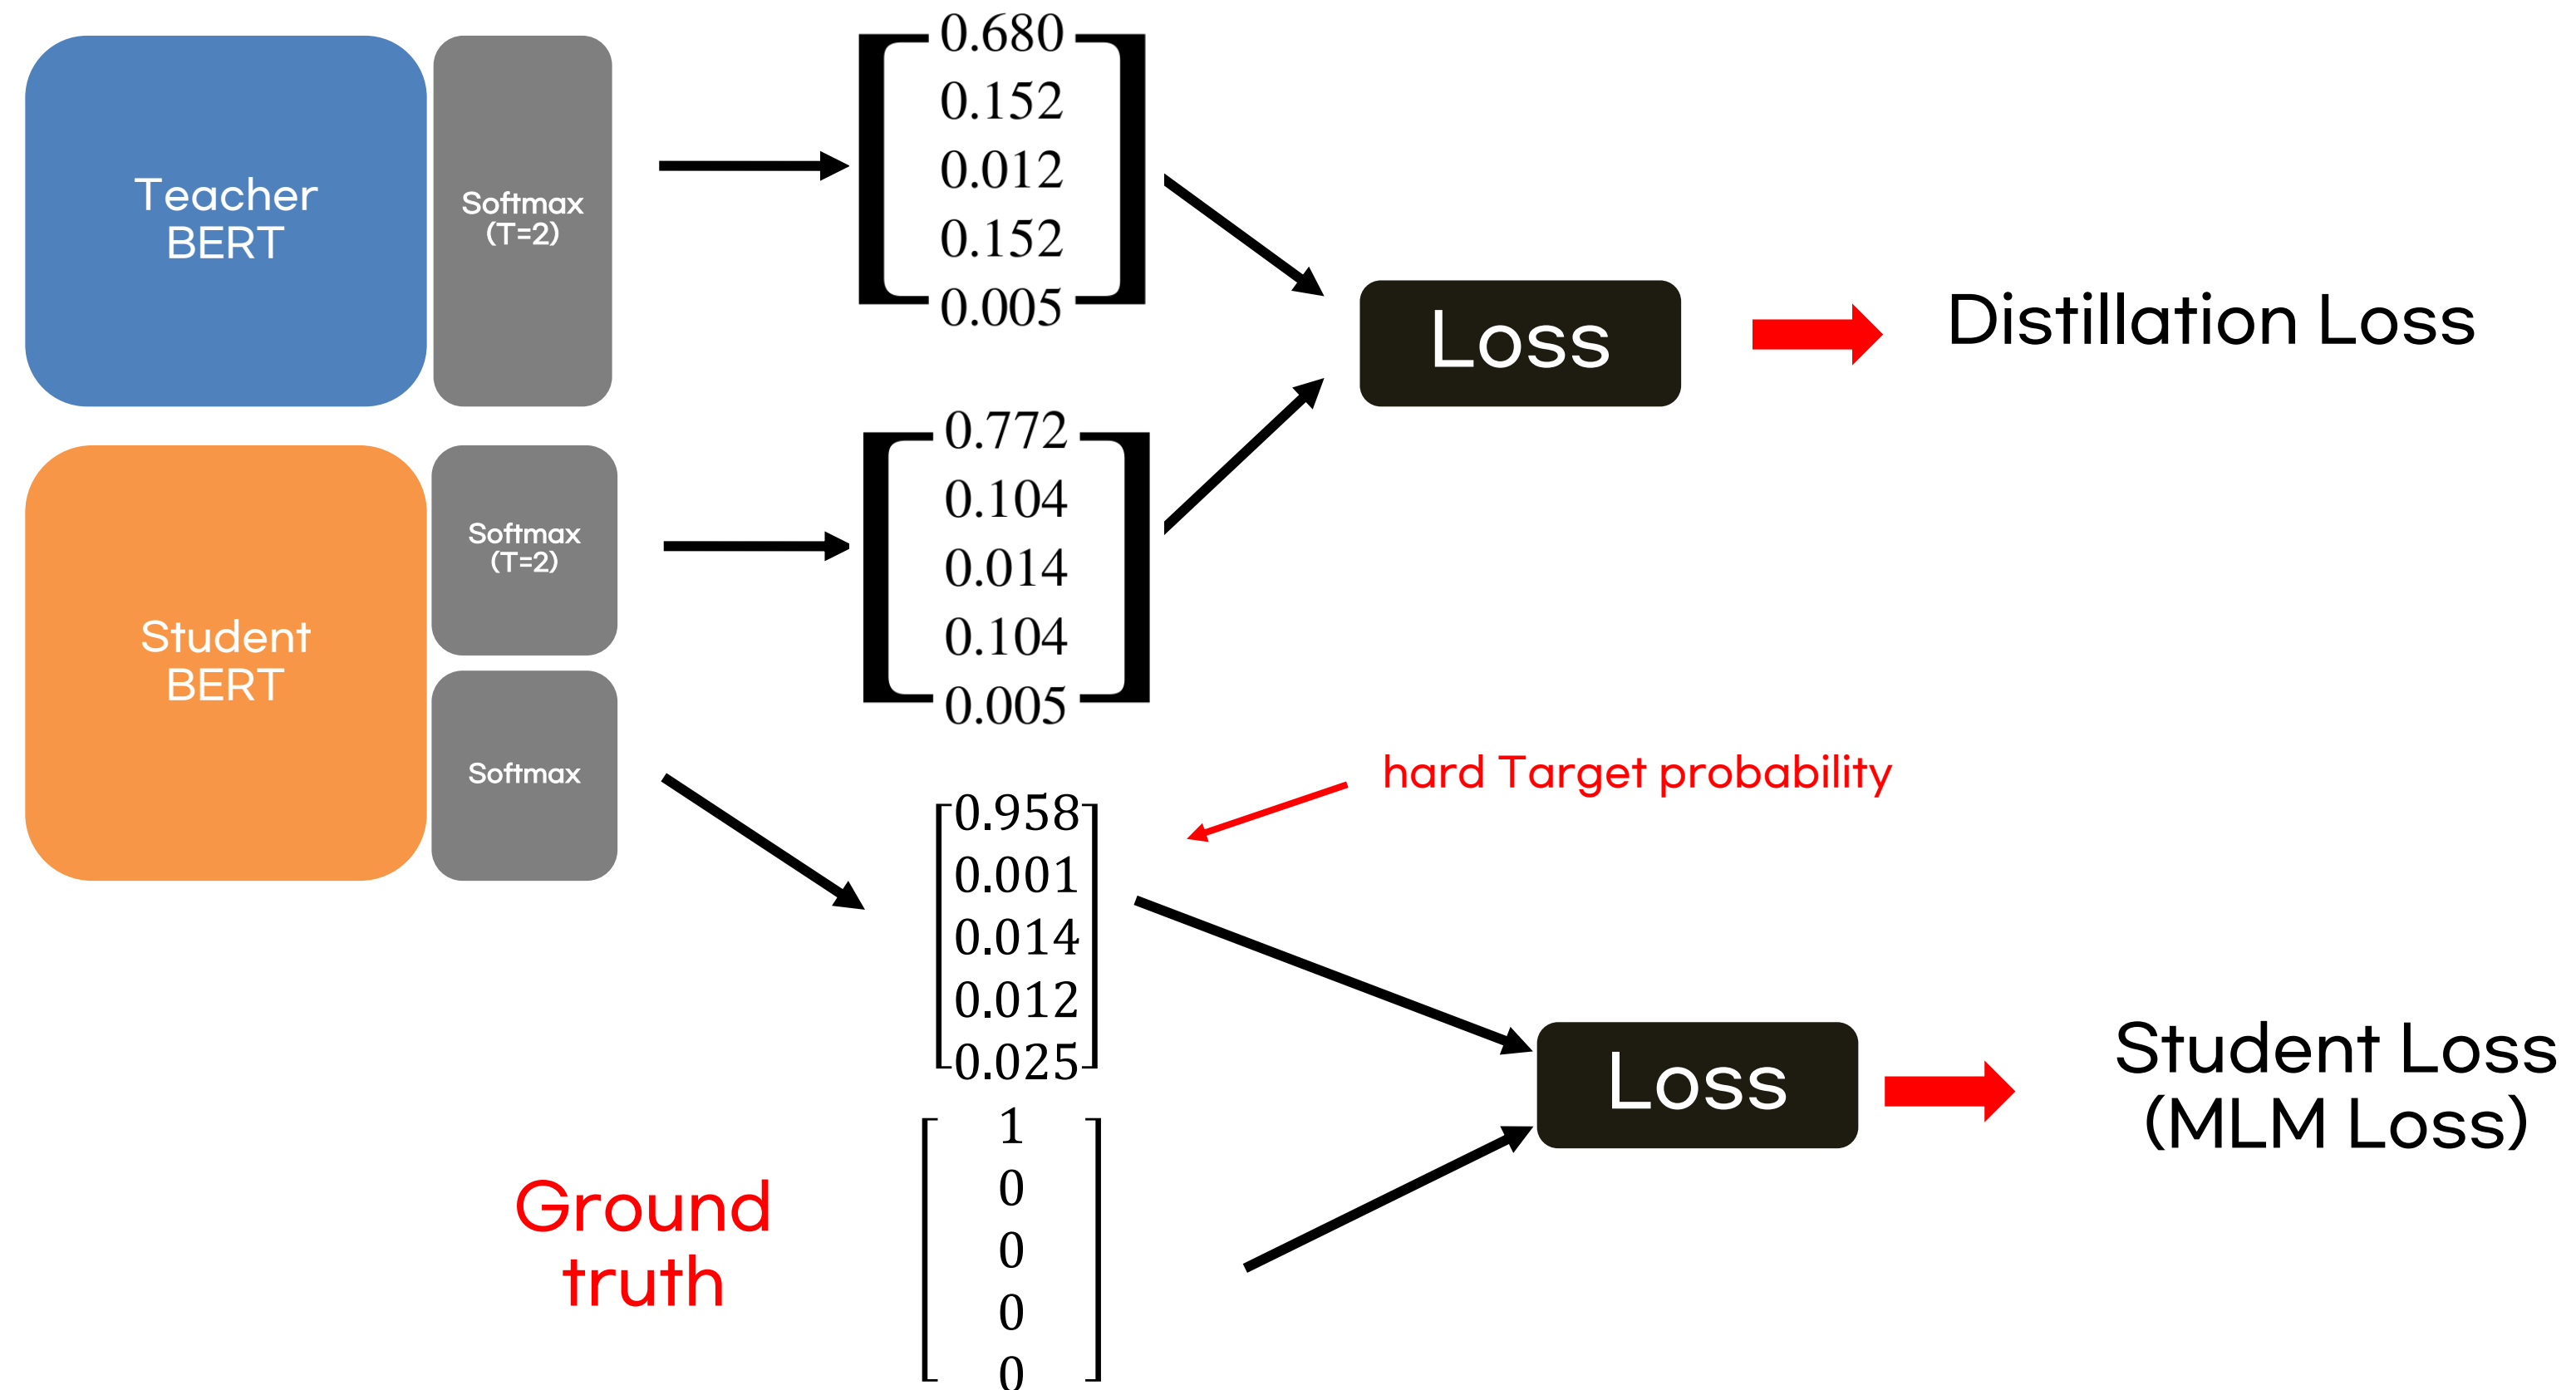 Teacher
BERT
Softmax
(T=2)
0.680
0.152
0.012
0.152
0.005
Loss
Distillation Loss
Student
BERT
Softmax
(T=2)
0.772
0.104
0.014
0.104
0.005
Softmax
hard Target probability
0.958
0.001
0.014
0.012
0.025
Ground
truth
1
0
0
0
0
Loss
Student Loss
(MLM Loss)